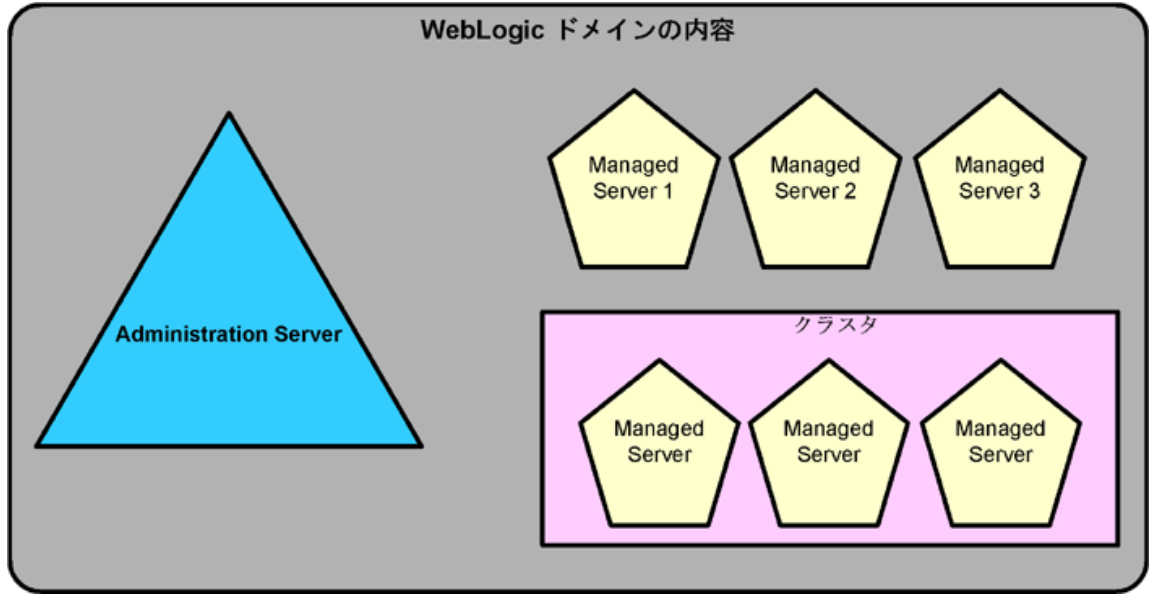 WebLogic ドメインの内容
Managed
Server 1
Managed
Server 2
Managed
Server 3
Administration Server
クラスタ
Managed
Server
Managed
Server
Managed
Server